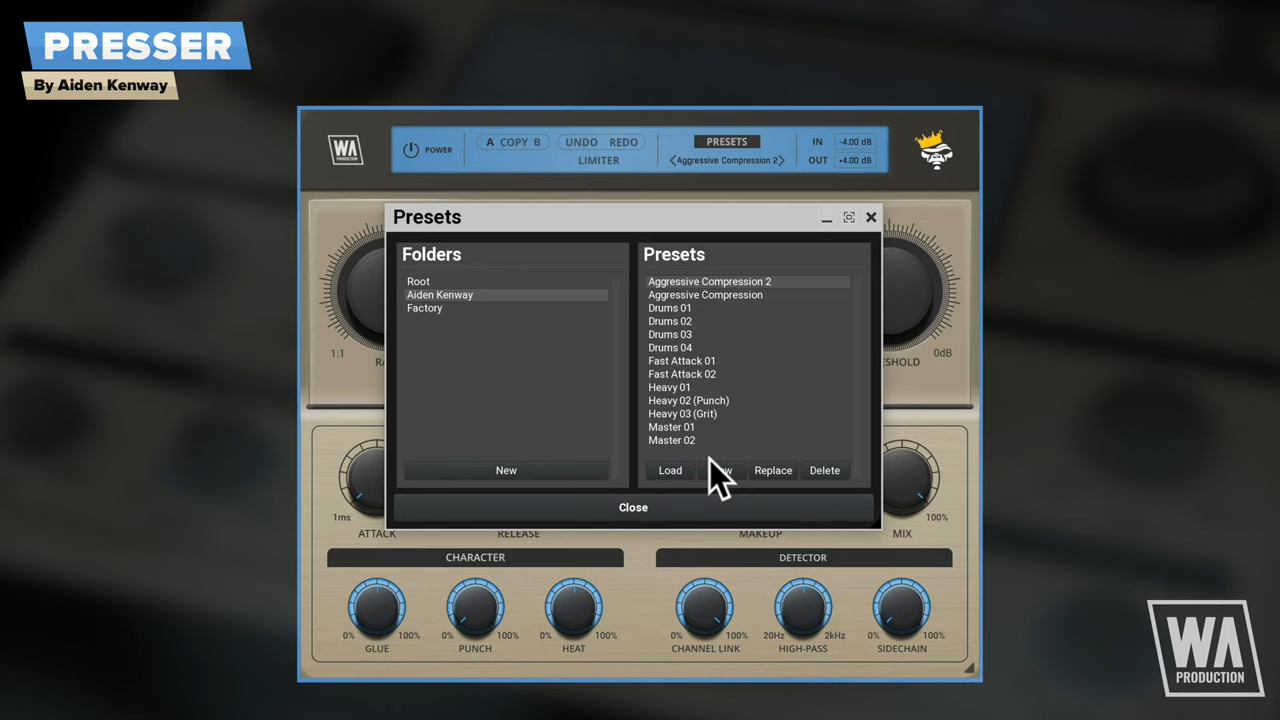 PRESSER
By Aiden Kenway
WA
PRODUCTION
POWER
A COPY B
UNDO REDO
LIMITER
PRESETS
Aggressive Compression 2
IN -4.00 dB
OUT +4.00 dB
Presets
Folders
Root
Aiden Kenway
Factory
New
Presets
Aggressive Compression 2
Aggressive Compression
Drums 01
Drums 02
Drums 03
Drums 04
Fast Attack 01
Fast Attack 02
Heavy 01
Heavy 02 (Punch)
Heavy 03 (Grit)
Master 01
Master 02
Load
Replace
Delete
Close
1:1
0dB
1ms
100%
ATTACK
RELEASE
MAKEUP
MIX
CHARACTER
DETECTOR
0% 100%
0% 100%
0% 100%
0% 100%
20Hz 2kHz
0% 100%
GLUE
PUNCH
HEAT
CHANNEL LINK
HIGH-PASS
SIDECHAIN
WA
PRODUCTION